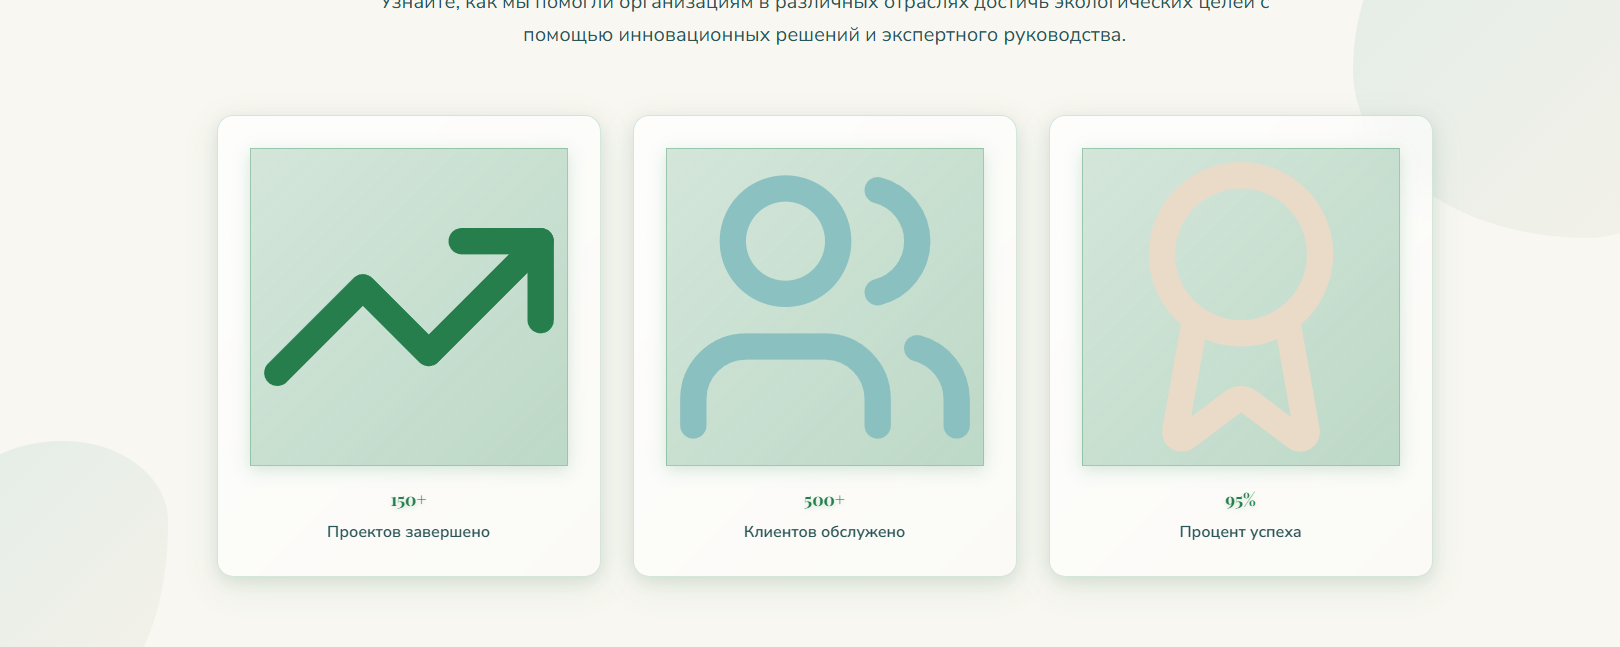 Узнайте, как мы помогли организациям в различных отраслях достичь экологических целей с
помощью инновационных решений и экспертного руководства.
150+
Проектов завершено
500+
Клиентов обслужено
95%
Процент успеха